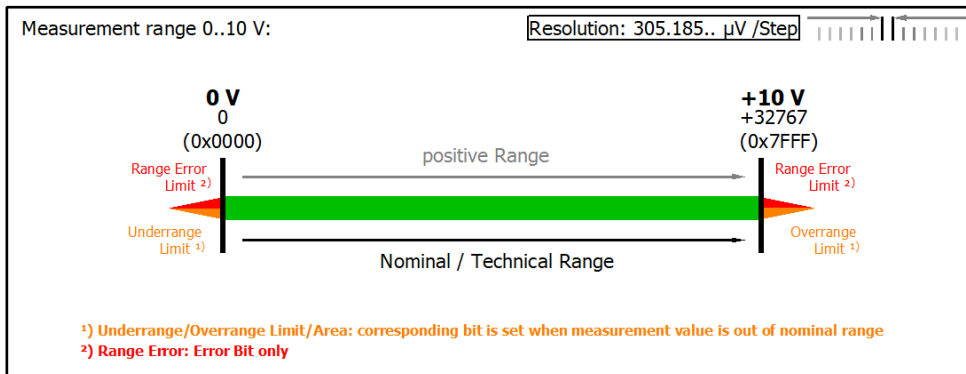 Measurement range 0..10 V:
Resolution: 305.185.. µV /Step
0 V
0
(0x0000)
+10 V
+32767
(0x7FFF)
positive Range
Range Error
Limit ²)
Range Error
Limit ²)
Underrange
Limit ¹)
Overrange
Limit ¹)
Nominal / Technical Range
¹) Underrange/Overrange Limit/Area: corresponding bit is set when measurement value is out of nominal range
²) Range Error: Error Bit only